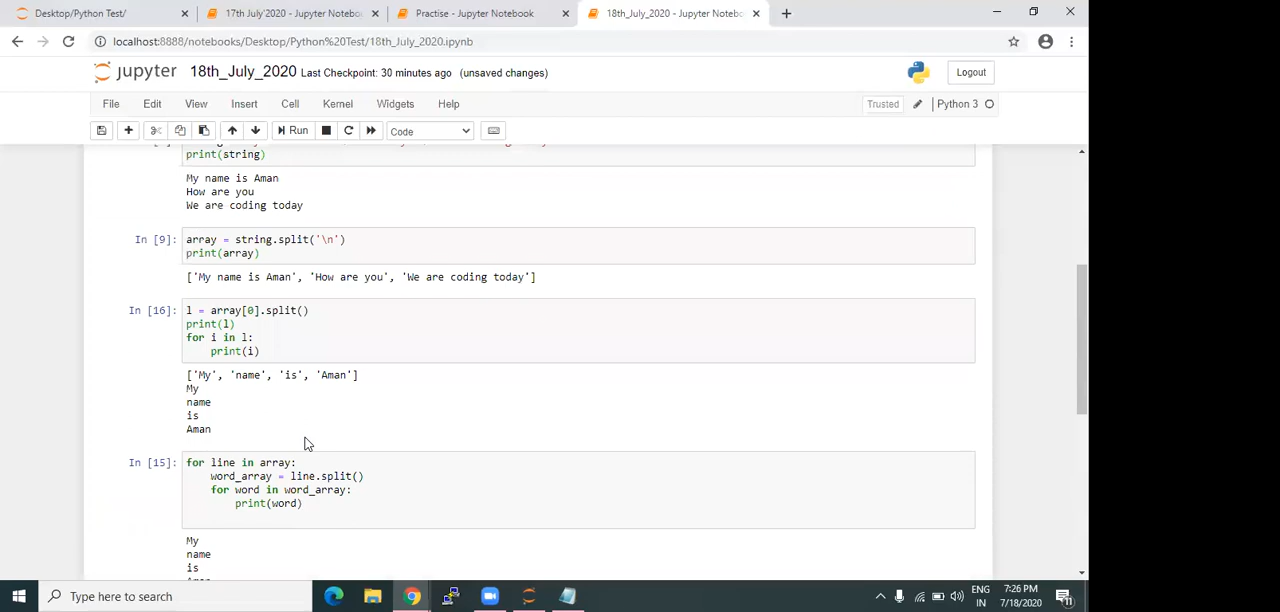 Desktop/Python Test/
17th July'2020 - Jupyter Notebo
Practise - Jupyter Notebook
18th_July_2020 - Jupyter Notebo
localhost:8888/notebooks/Desktop/Python%20Test/18th_July_2020.ipynb
jupyter 18th_July_2020 Last Checkpoint: 30 minutes ago (unsaved changes)
Logout
File Edit View Insert Cell Kernel Widgets Help
Trusted
Python 3
Run
Code
print(string)
My name is Aman
How are you
We are coding today
In [9]: array = string.split('\n')
print(array)
['My name is Aman', 'How are you', 'We are coding today']
In [16]: l = array[0].split()
print(l)
for i in l:
print(i)
['My', 'name', 'is', 'Aman']
My
name
is
Aman
In [15]: for line in array:
word_array = line.split()
for word in word_array:
print(word)
My
name
is
Aman
Type here to search
ENG
IN
7:26 PM
7/18/2020